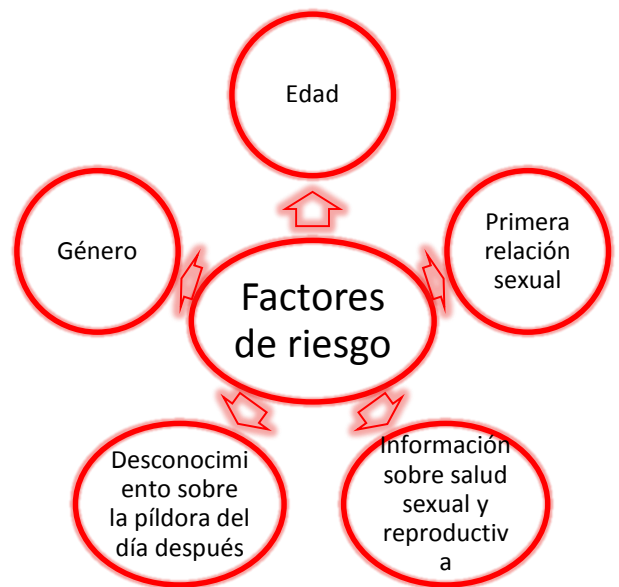 Edad
Género
Primera
relación
sexual
Factores
de riesgo
Desconocimi
ento sobre
la píldora del
día después
Información
sobre salud
sexual y
reproductiv
a